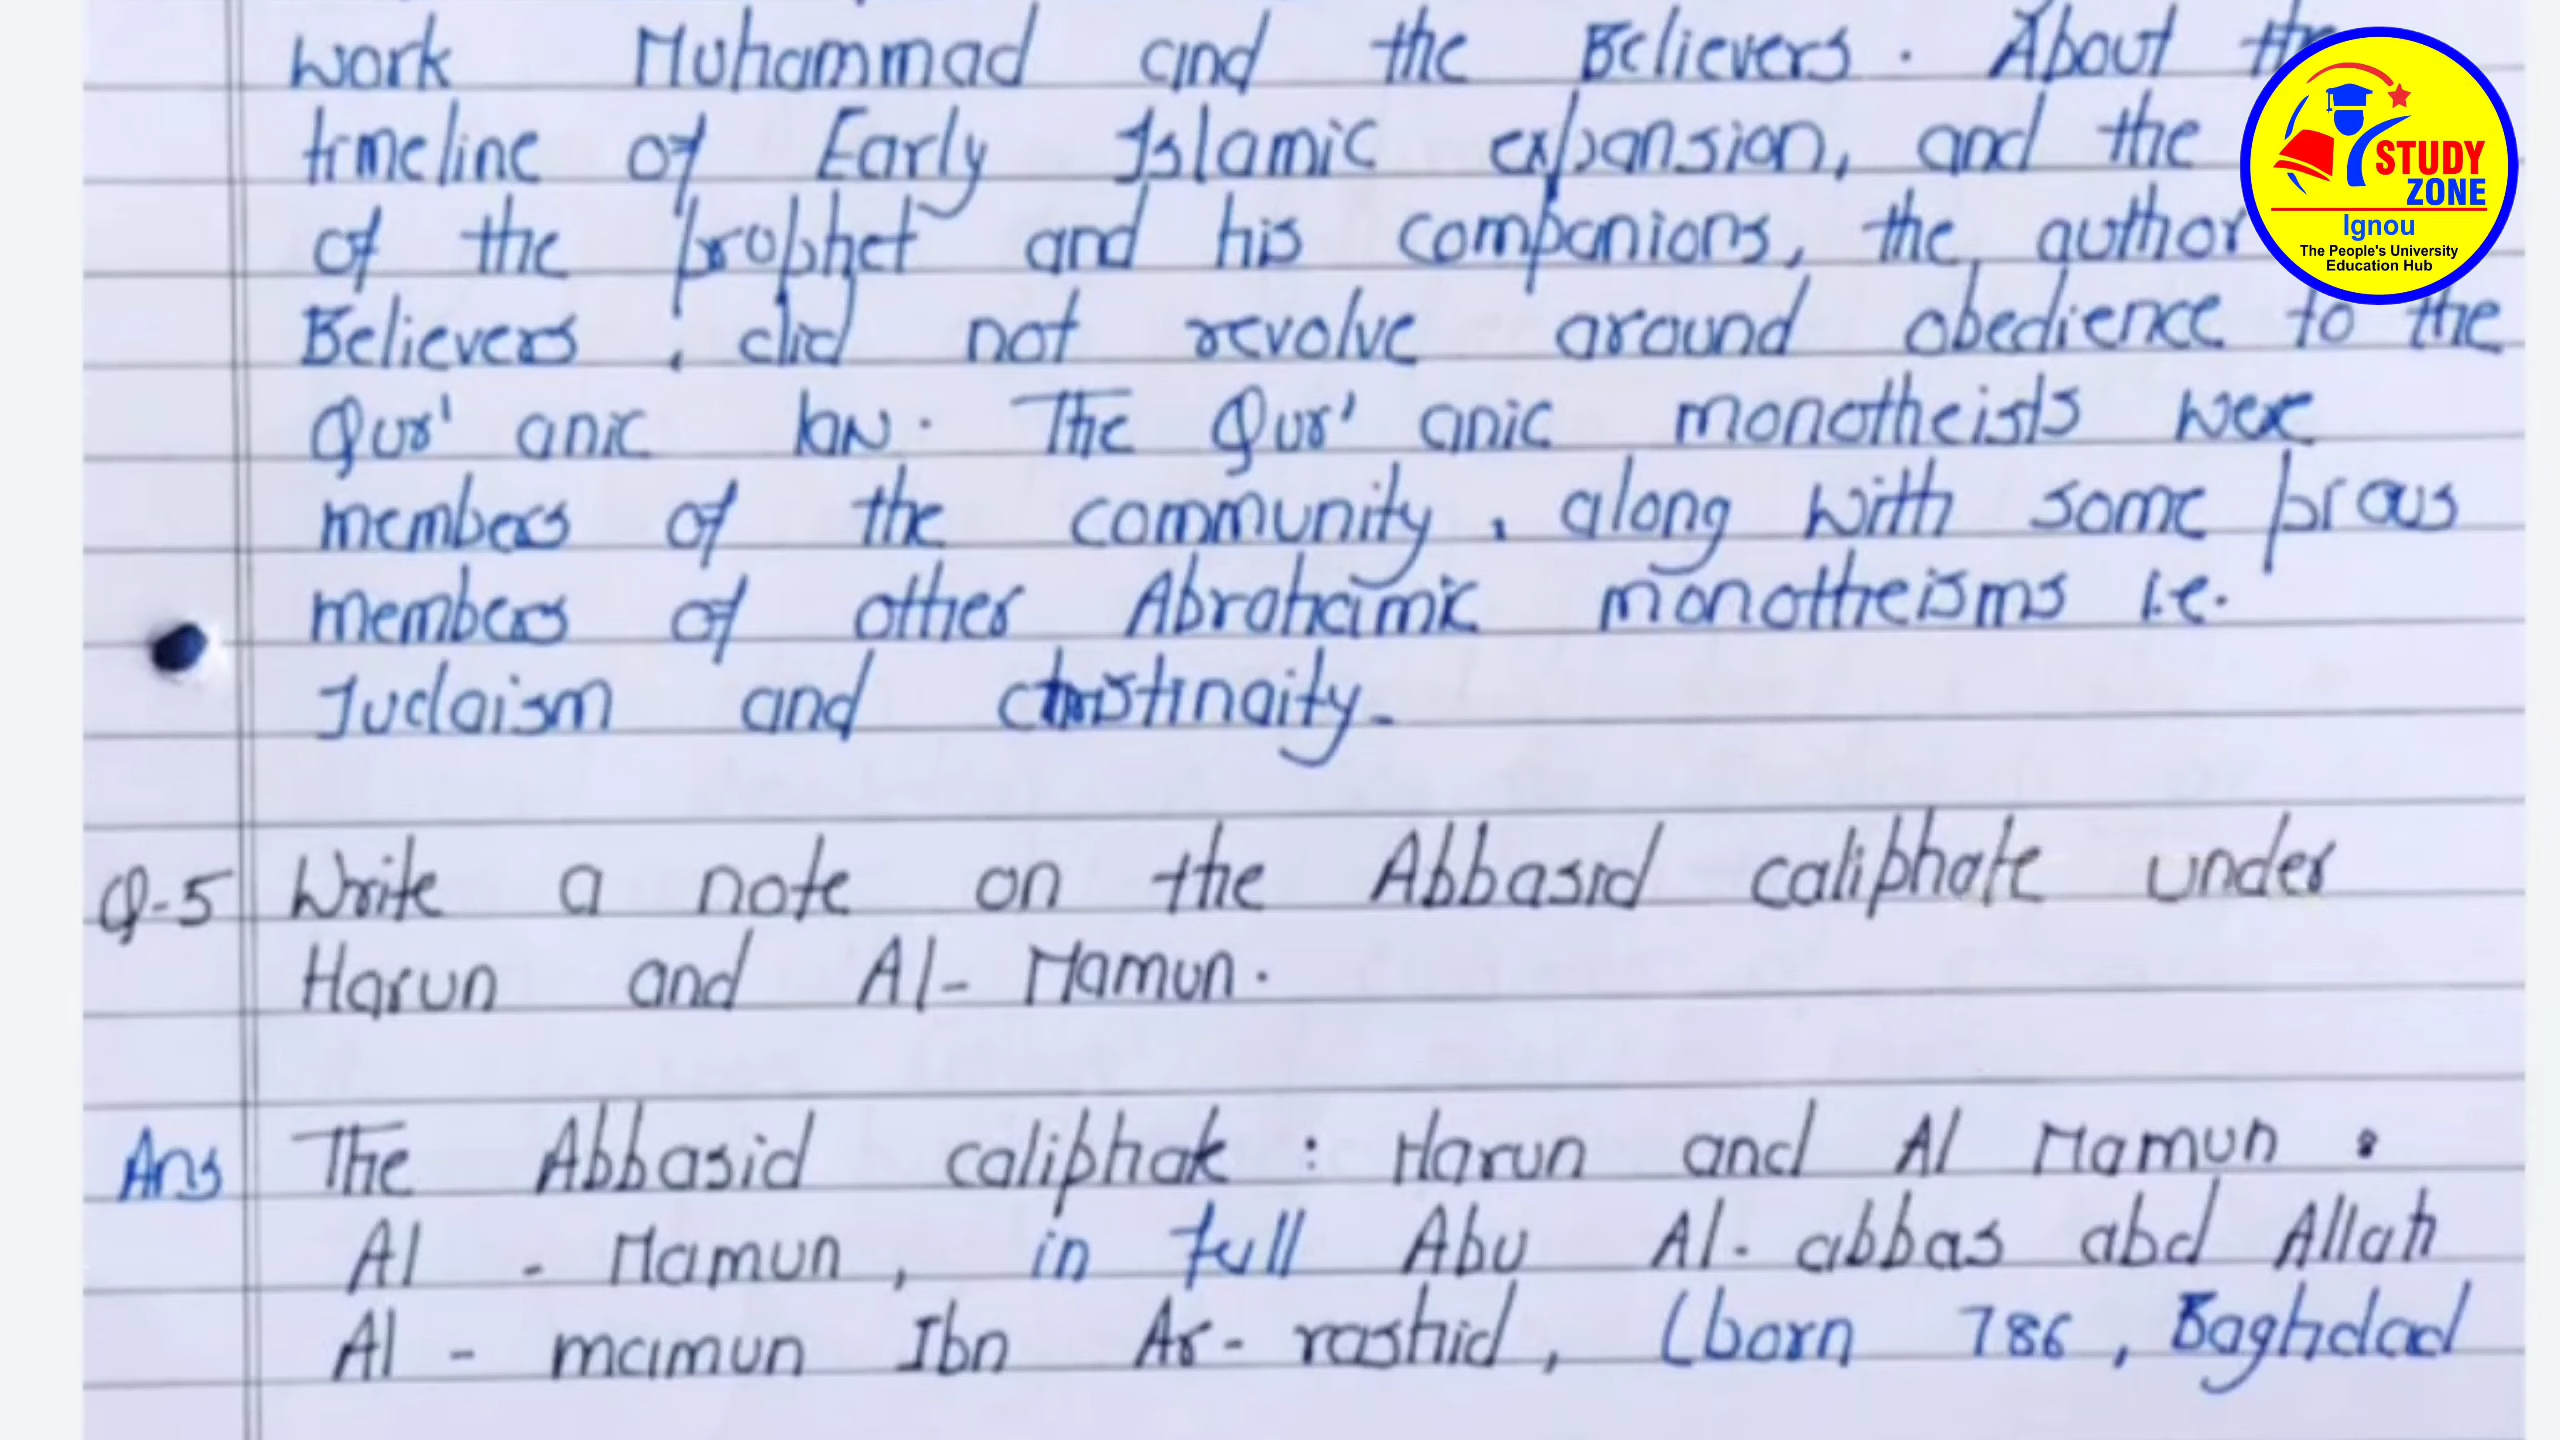 work Muhammad and the Believers. About the
timeline of Early Islamic expansion, and the
of the prophet and his companions, the author
Believers, did not revolve around obedience to the
Qur' anic law. The Qur' anic monotheists were
members of the community, along with some pious
members of other Abrahamic monotheisms i.e.
Judaism and christinaity.
Q-5 Write a note on the Abbasid caliphate under
Harun and Al- Mamun.
Ans The Abbasid caliphate : Harun and Al Mamun :
Al - Mamun, in full Abu Al- abbas abd Allah
Al - mamun Ibn Ar- rashid, (born 786, Baghdad
STUDY
ZONE
Ignou
The People's University
Education Hub